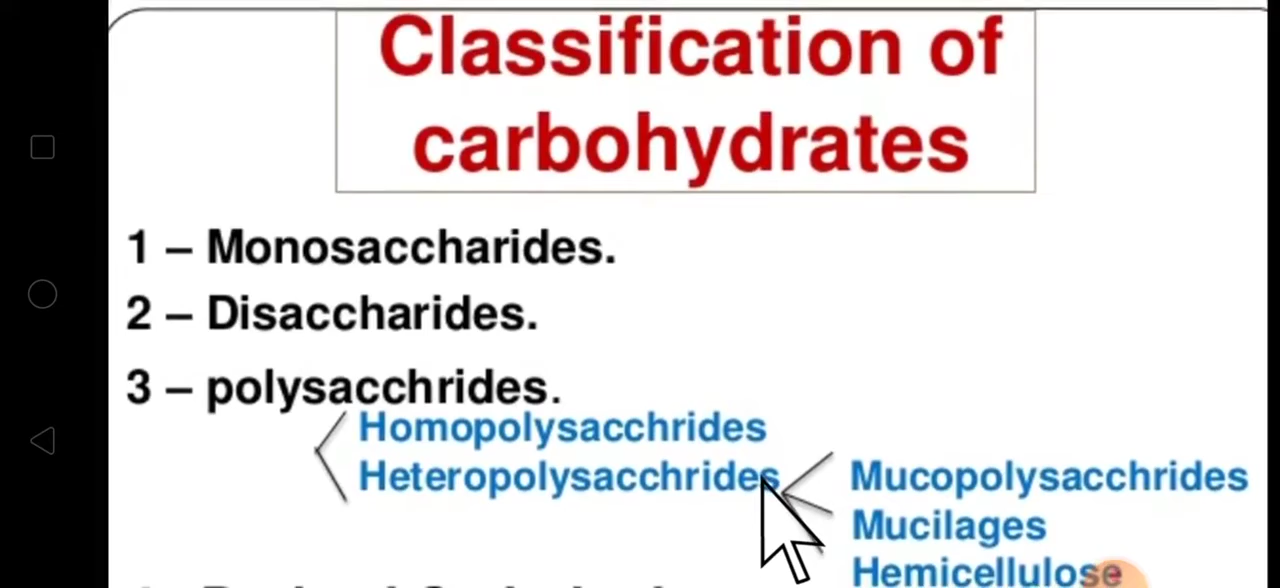 Classification of
carbohydrates
1 – Monosaccharides.
2 – Disaccharides.
3 – polysacchrides.
Homopolysacchrides
Heteropolysacchrides
Mucopolysacchrides
Mucilages
Hemicellulose